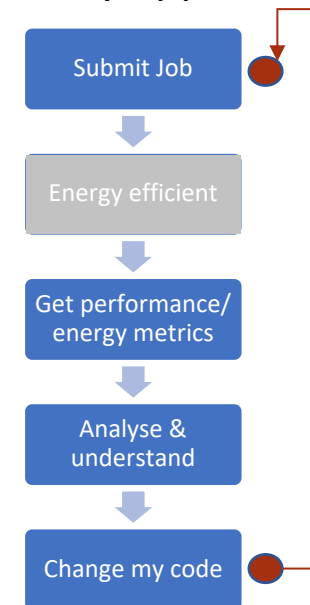 Submit Job
Energy efficient
Get performance/
energy metrics
Analyse &
understand
Change my code